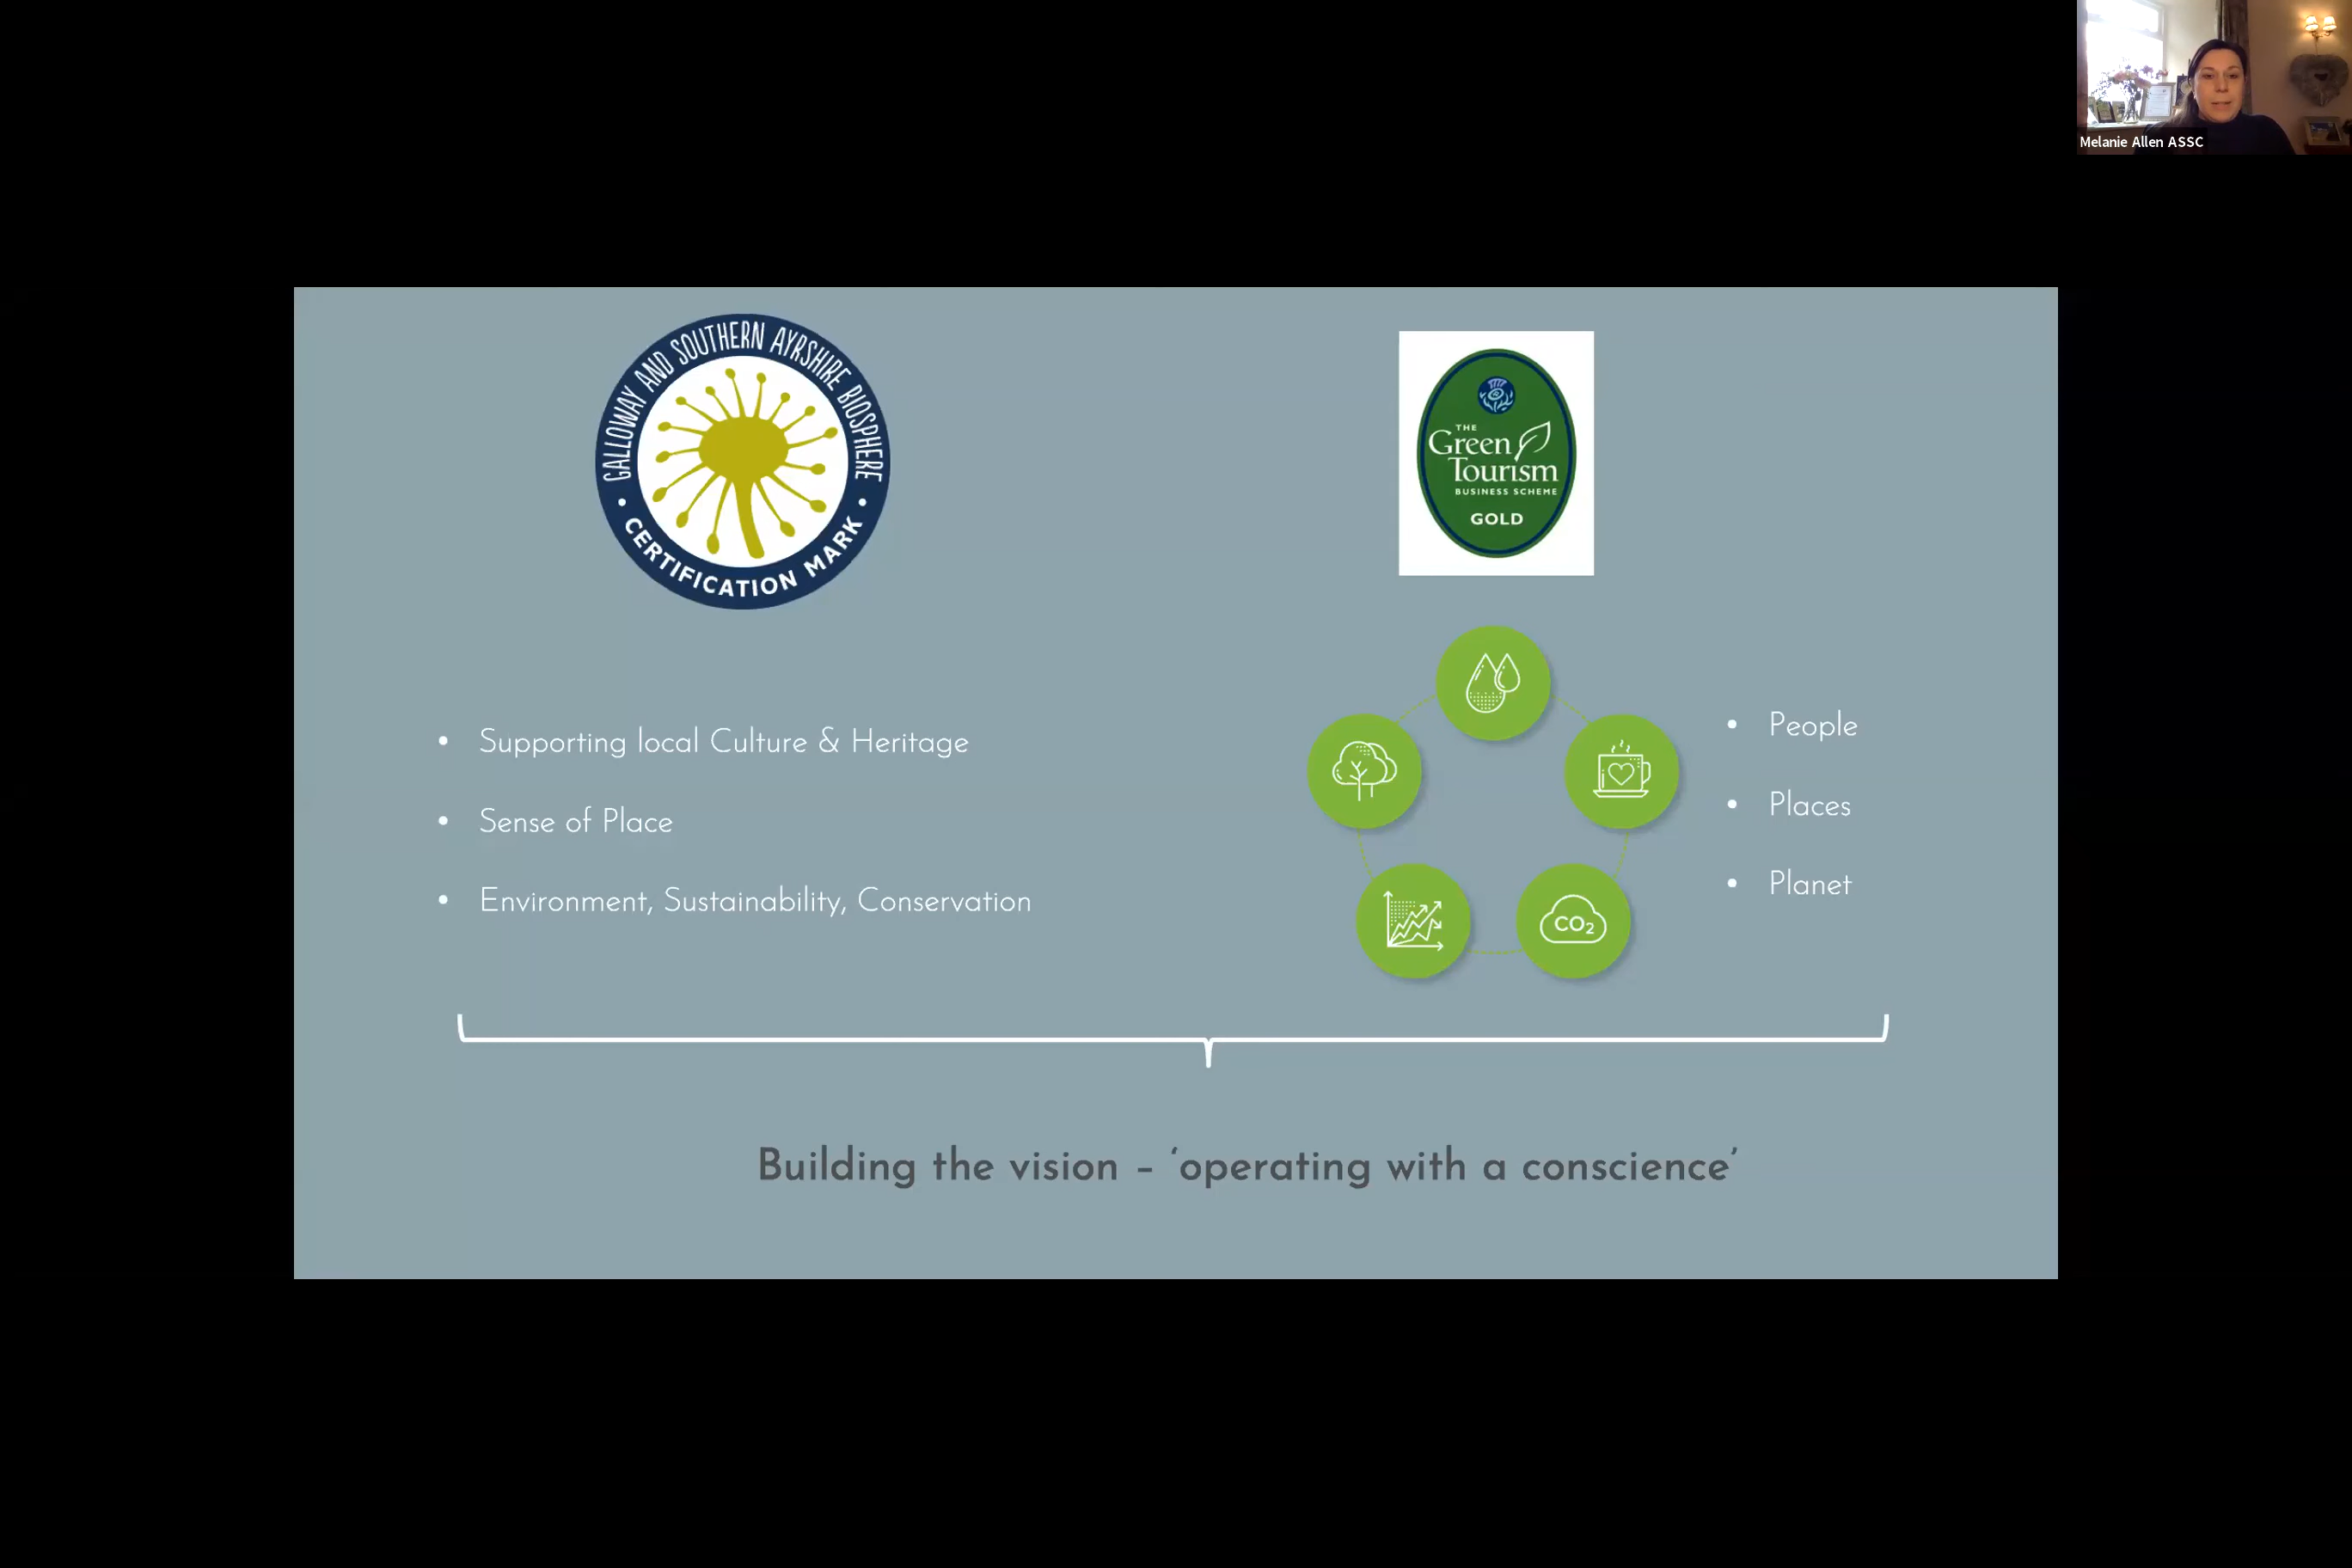 Melanie Allen ASSC
GALLOWAY AND SOUTHERN AYRSHIRE BIOSPHERE
• CERTIFICATION MARK •
THE
Green
Tourism
BUSINESS SCHEME
GOLD
• Supporting local Culture & Heritage
• Sense of Place
• Environment, Sustainability, Conservation
CO₂
• People
• Places
• Planet
Building the vision – ‘operating with a conscience’